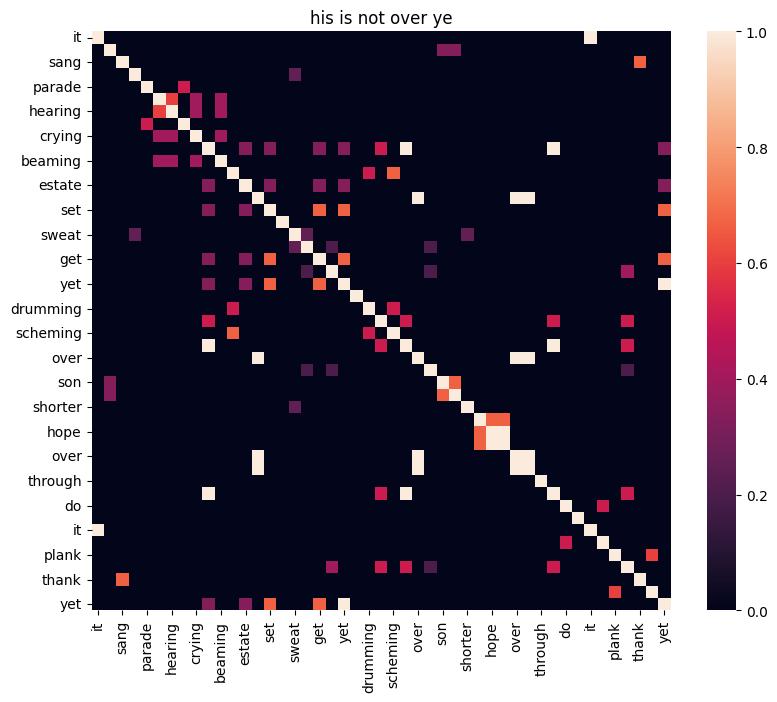 his is not over ye
it
sang
parade
hearing
crying
beaming
estate
set
sweat
get
yet
drumming
scheming
over
son
shorter
hope
over
through
do
it
plank
thank
yet
it
sang
parade
hearing
crying
beaming
estate
set
sweat
get
yet
drumming
scheming
over
son
shorter
hope
over
through
do
it
plank
thank
yet
1.0
0.8
0.6
0.4
0.2
0.0